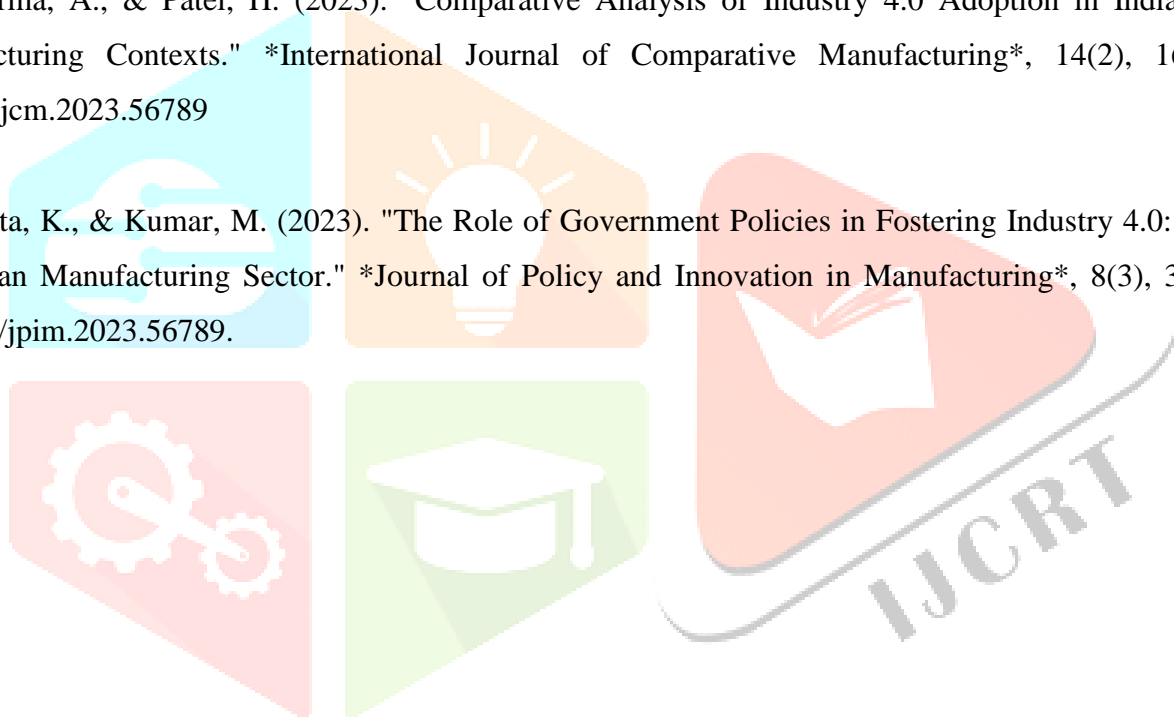 A., & Patel, H. (2023). "Comparative Analysis of Industry 4.0 Adoption in India
cturing Contexts." *International Journal of Comparative Manufacturing*, 14(2),
jcm.2023.56789
ta, K., & Kumar, M. (2023). "The Role of Government Policies in Fostering Industry 4.0:
an Manufacturing Sector." *Journal of Policy and Innovation in Manufacturing*, 8(3), 3
/jpim.2023.56789.
IJCRT